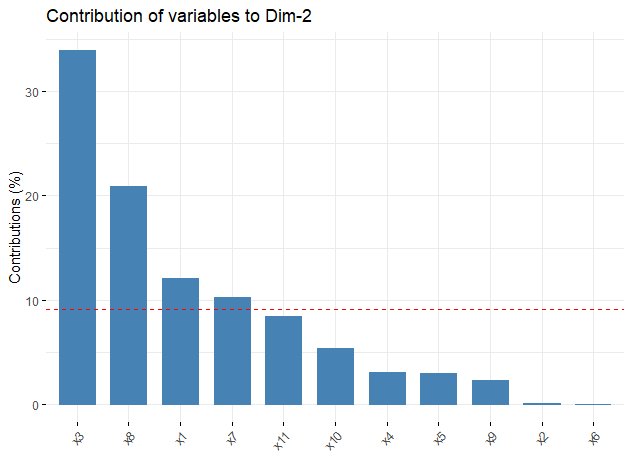 Contribution of variables to Dim-2
Contributions (%)
30
20
10
0
x3 x8 x1 x7 x11 x10 x4 x5 x9 x2 x6